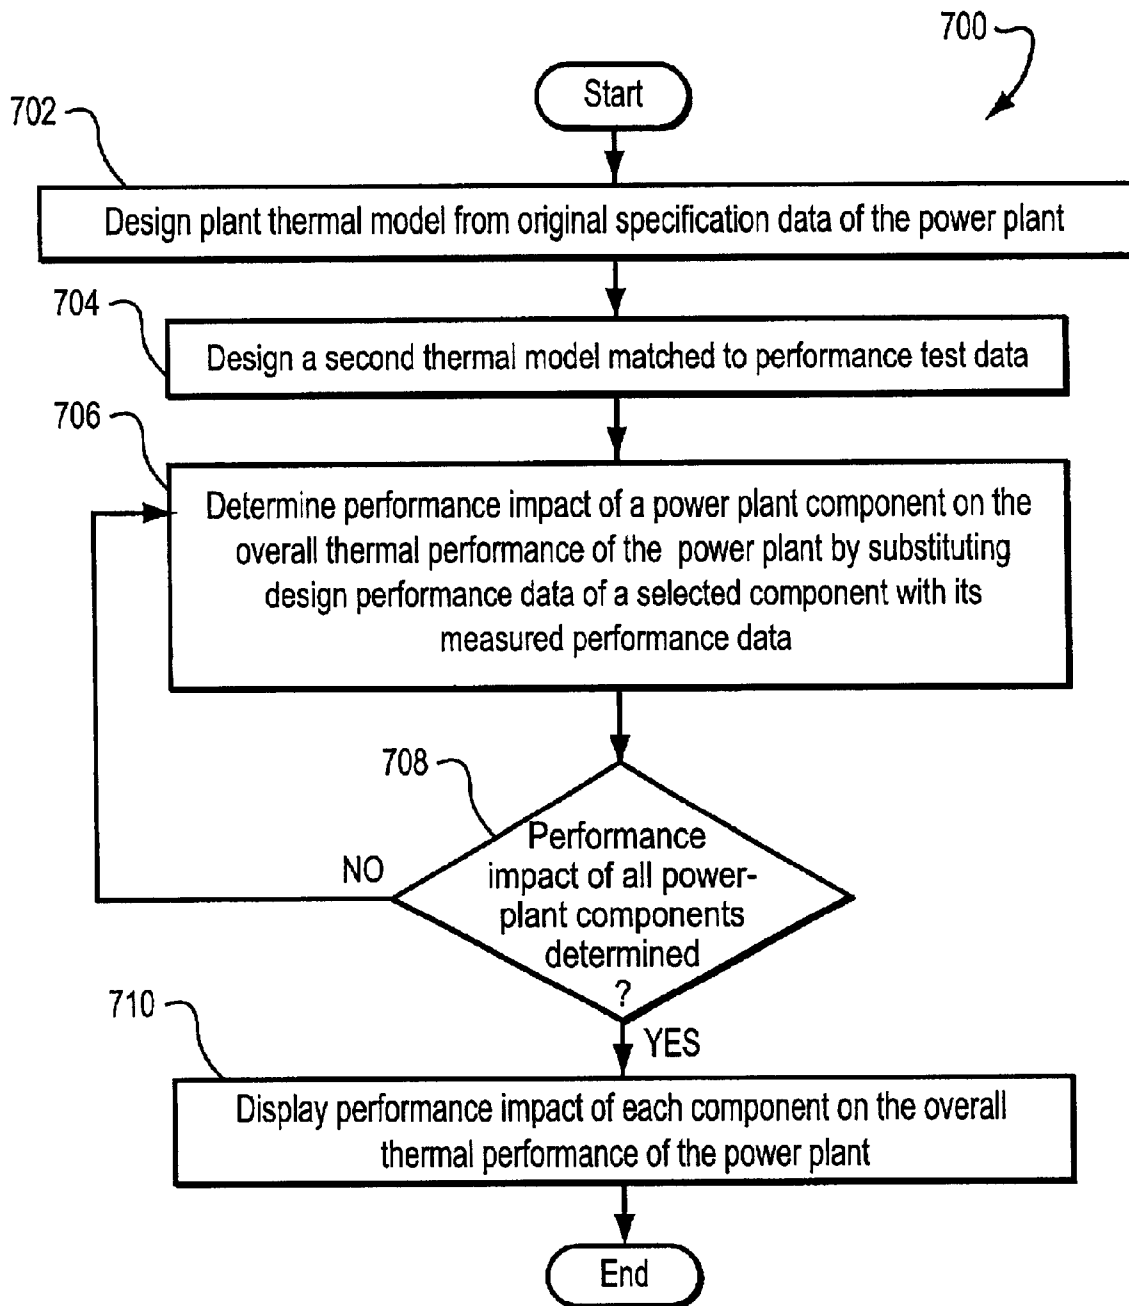 700
Start
702
Design plant thermal model from original specification data of the power plant
704
Design a second thermal model matched to performance test data
706
Determine performance impact of a power plant component on the
overall thermal performance of the power plant by substituting
design performance data of a selected component with its
measured performance data
708
Performance
impact of all power-
plant components
determined
?
NO
YES
710
Display performance impact of each component on the overall
thermal performance of the power plant
End